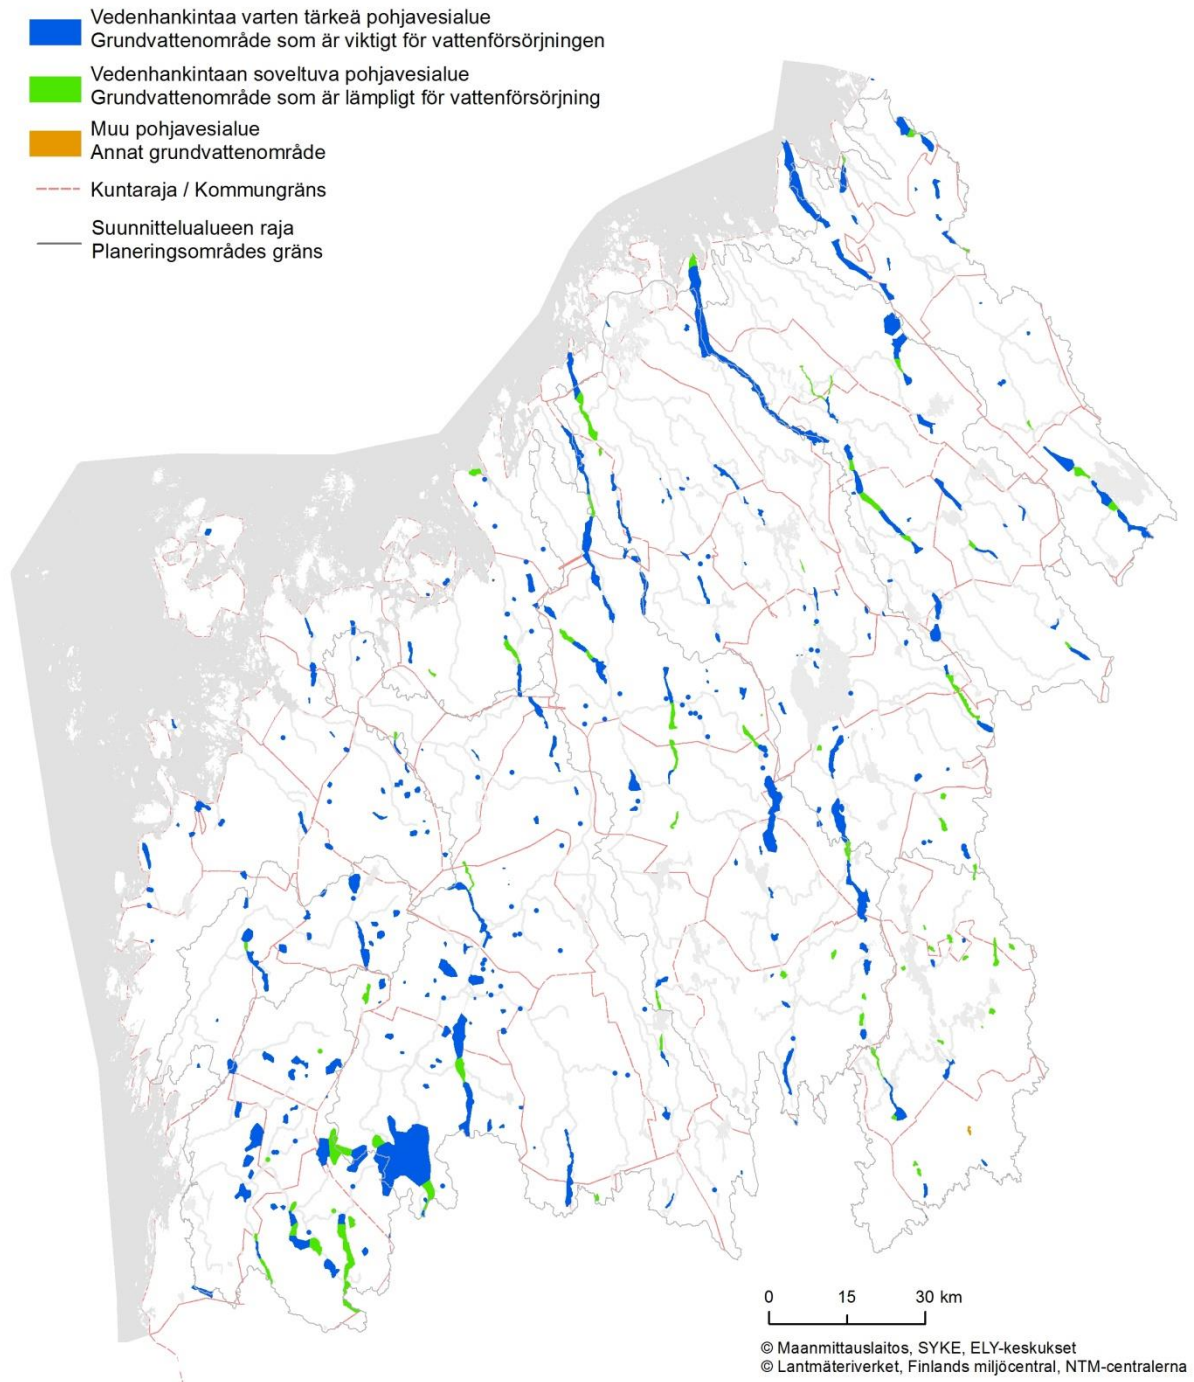 Vedenhankintaa varten tärkeä pohjavesialue
Grundvattenområde som är viktigt för vattenförsörjningen
Vedenhankintaan soveltuva pohjavesialue
Grundvattenområde som är lämpligt för vattenförsörjning
Muu pohjavesialue
Annat grundvattenområde
Kuntaraja / Kommungräns
Suunnittelualueen raja
Planeringsområdes gräns
0 15 30 km
© Maanmittauslaitos, SYKE, ELY-keskukset
© Lantmäteriverket, Finlands miljöcentral, NTM-centralerna